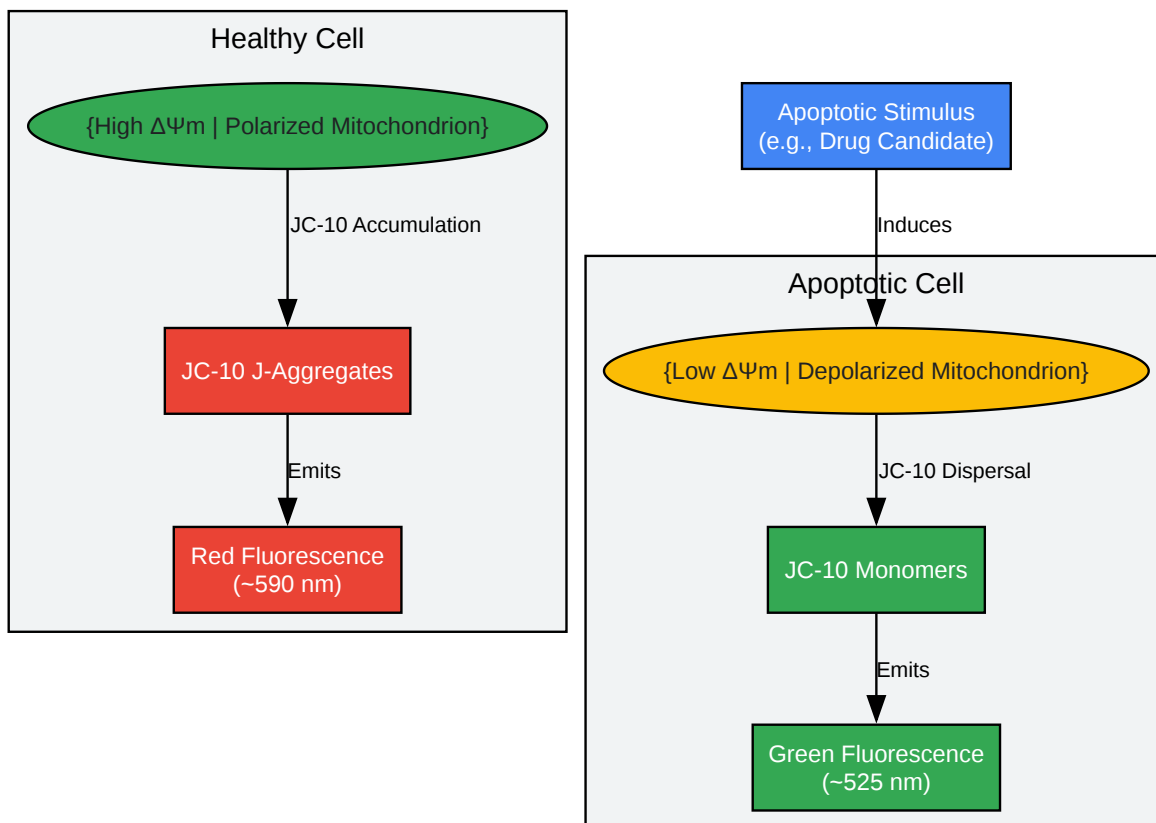 Healthy Cell
{High ΔΨm | Polarized Mitochondrion}
JC-10 Accumulation
JC-10 J-Aggregates
Emits
Red Fluorescence
(~590 nm)
Apoptotic Stimulus
(e.g., Drug Candidate)
Induces
Apoptotic Cell
{Low ΔΨm | Depolarized Mitochondrion}
JC-10 Dispersal
JC-10 Monomers
Emits
Green Fluorescence
(~525 nm)